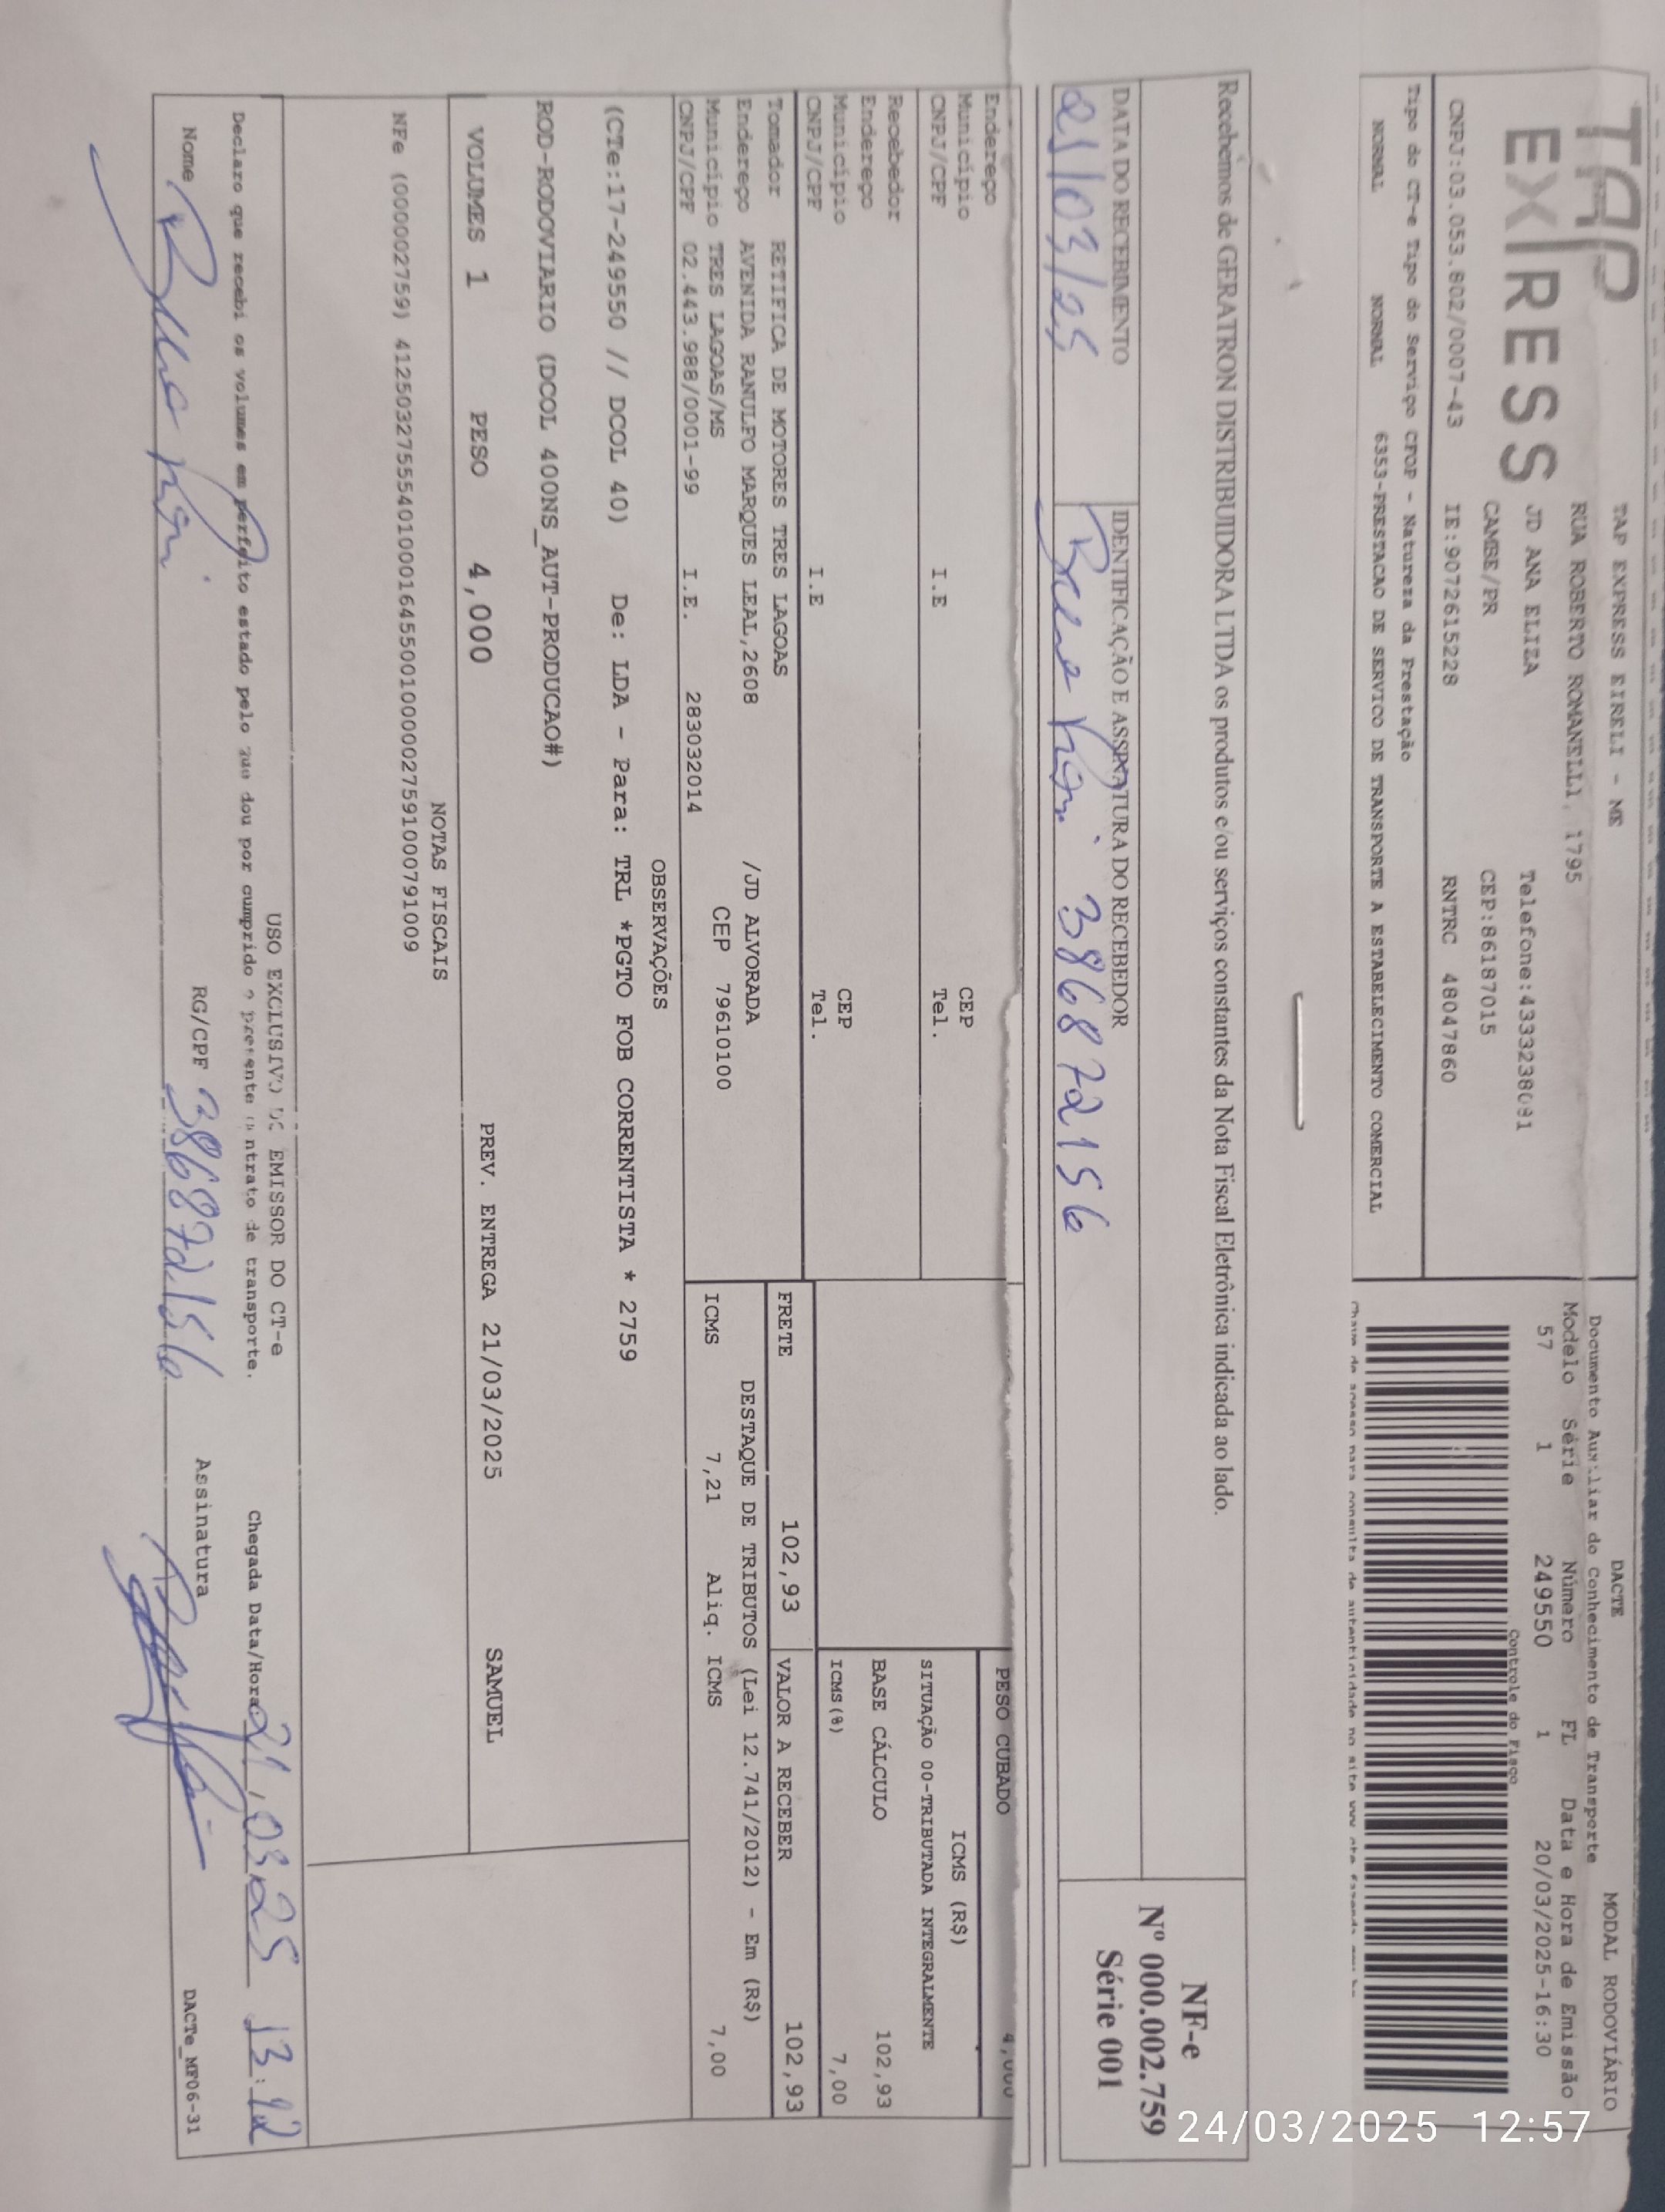 TAP
EXPRESS
TAP EXPRESS EIRELI - ME
RUA ROBERTO ROMANELLI, 1795
JD ANA ELIZA Telefone:4333238081
CAMBE/PR CEP:86187015
CNPJ:03.053.802/0007-43 IE:9072615228 RNTRC 48047860
Tipo do CT-e Tipo do Serviço CFOP - Natureza da Prestação
NORMAL NORMAL 6353-PRESTACAO DE SERVICO DE TRANSPORTE A ESTABELECIMENTO COMERCIAL
DACTE MODAL RODOVIÁRIO
Documento Auxiliar do Conhecimento de Transporte
Modelo Série Número FL Data e Hora de Emissão
57 1 249550 1 20/03/2025-16:30
Controle do Fisco
Chave de acesso para consulta de autenticidade no site
Recebemos de GERATRON DISTRIBUIDORA LTDA os produtos e/ou serviços constantes da Nota Fiscal Eletrônica indicada ao lado.
DATA DO RECEBIMENTO IDENTIFICAÇÃO E ASSINATURA DO RECEBEDOR
21/03/25 386872156
NF-e
Nº 000.002.759
Série 001
Endereço
Município CEP
CNPJ/CPF I.E Tel.
Recebedor
Endereço
Município CEP
CNPJ/CPF I.E Tel.
PESO CUBADO 4,000
ICMS (R$)
SITUAÇÃO 00-TRIBUTADA INTEGRALMENTE
BASE CÁLCULO 102,93
ICMS(%) 7,00
Tomador RETIFICA DE MOTORES TRES LAGOAS
Endereço AVENIDA RANULFO MARQUES LEAL,2608 /JD ALVORADA
Município TRES LAGOAS/MS CEP 79610100
CNPJ/CPF 02.443.988/0001-99 I.E. 283032014
FRETE 102,93 VALOR A RECEBER 102,93
DESTAQUE DE TRIBUTOS (Lei 12.741/2012) - Em (R$)
ICMS 7,21 Aliq. ICMS 7,00
OBSERVAÇÕES
(CTe:17-249550 // DCOL 40) De: LDA - Para: TRL *PGTO FOB CORRENTISTA * 2759
ROD-RODOVIARIO (DCOL 400NS_AUT-PRODUCAO#)
VOLUMES 1 PESO 4,000 PREV. ENTREGA 21/03/2025 SAMUEL
NOTAS FISCAIS
NFe (000002759) 41250327555401000164550010000027591000791009
USO EXCLUSIVO DE EMISSOR DO CT-e
Declaro que recebi os volumes em perfeito estado pelo que dou por cumprido o presente contrato de transporte.
Chegada Data/Hora 21/03/25 13:12
Nome RG/CPF 386872156 Assinatura
DACTe_MF06-31
24/03/2025 12:57